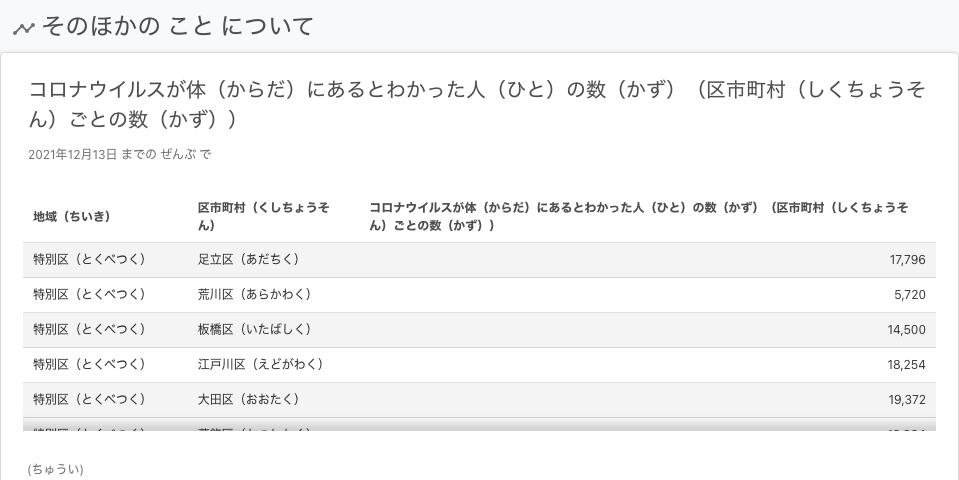 そのほかの こと について
コロナウイルスが体（からだ）にあるとわかった人（ひと）の数（かず）（区市町村（しくちょうそ
ん）ごとの数（かず））
2021年12月13日 までの ぜんぶ で
地域（ちいき） 区市町村（くしちょうそん） コロナウイルスが体（からだ）にあるとわかった人（ひと）の数（かず）（区市町村（しくちょうそん）ごとの数（かず））
特別区（とくべつく） 足立区（あだちく） 17,796
特別区（とくべつく） 荒川区（あらかわく） 5,720
特別区（とくべつく） 板橋区（いたばしく） 14,500
特別区（とくべつく） 江戸川区（えどがわく） 18,254
特別区（とくべつく） 大田区（おおたく） 19,372
(ちゅうい)